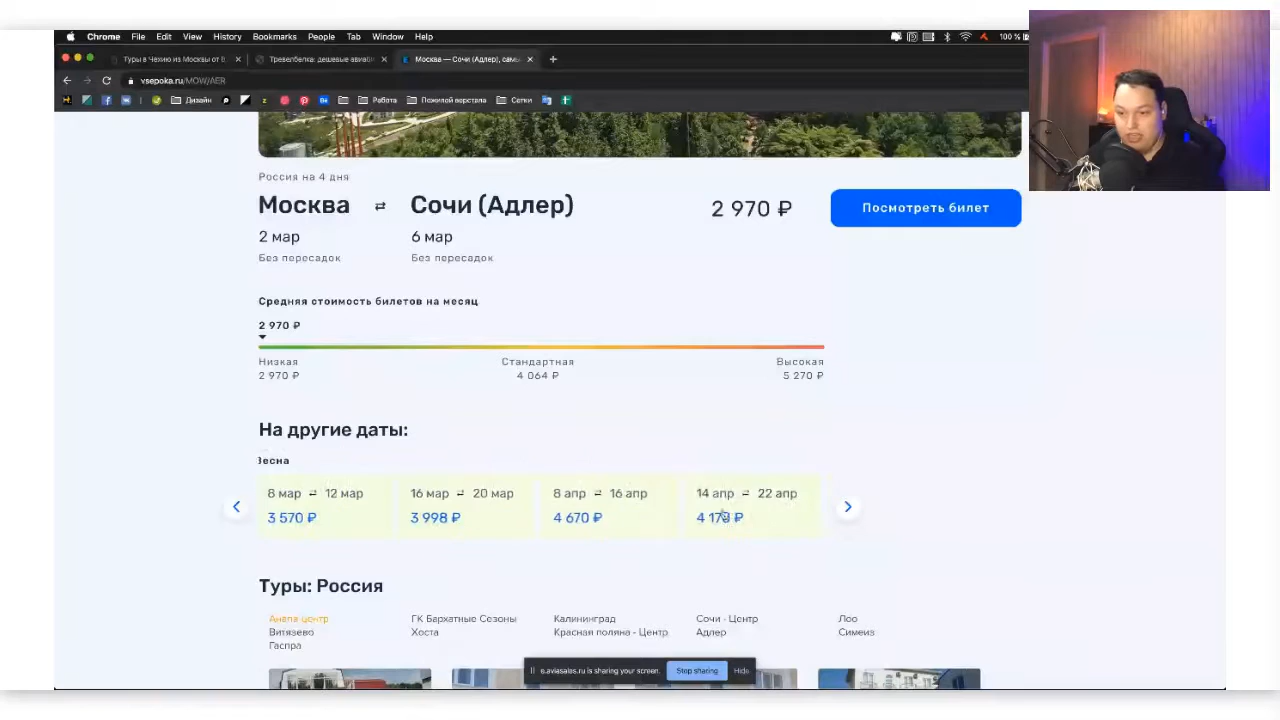 Chrome File Edit View History Bookmarks People Tab Window Help 100 %
Туры в Чехию из Москвы от Трезелбелка: дешевые авиаб Москва — Сочи (Адлер), самы
vsepoka.ru/MOW/AER
Дизайн Работа Пожилой верстала Сетки
Россия на 4 дня
Москва ⇄ Сочи (Адлер) 2 970 ₽ Посмотреть билет
2 мар 6 мар
Без пересадок Без пересадок
Средняя стоимость билетов на месяц
2 970 ₽
Низкая Стандартная Высокая
2 970 ₽ 4 064 ₽ 5 270 ₽
На другие даты:
Весна
8 мар ⇄ 12 мар 16 мар ⇄ 20 мар 8 апр ⇄ 16 апр 14 апр ⇄ 22 апр
3 570 ₽ 3 998 ₽ 4 670 ₽ 4 173 ₽
Туры: Россия
Анапа центр ГК Бархатные Сезоны Калининград Сочи - Центр Лоо
Витязево Хоста Красная поляна - Центр Адлер Симеиз
Гаспра
s.aviasales.ru is sharing your screen. Stop sharing Hide